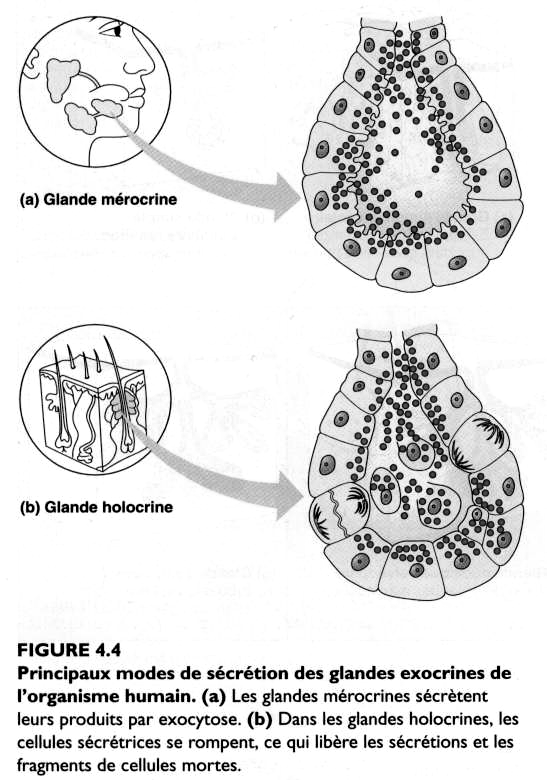 (a) Glande mérocrine
(b) Glande holocrine
FIGURE 4.4
Principaux modes de sécrétion des glandes exocrines de
l'organisme humain. (a) Les glandes mérocrines sécrètent
leurs produits par exocytose. (b) Dans les glandes holocrines, les
cellules sécrétrices se rompent, ce qui libère les sécrétions et les
fragments de cellules mortes.